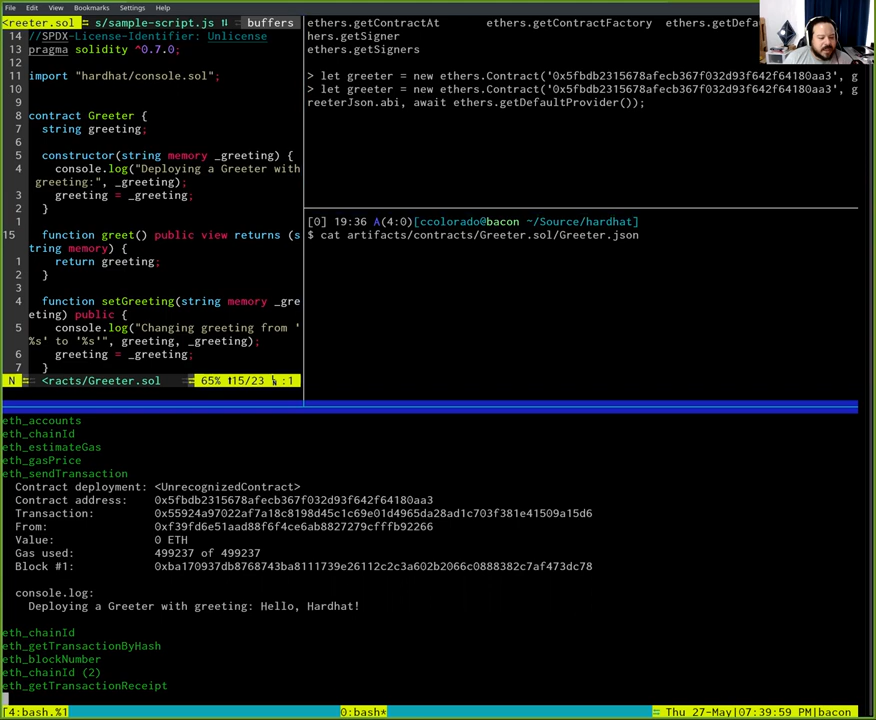 File Edit View Bookmarks Settings Help
<reeter.sol s/sample-script.js buffers
14 //SPDX-License-Identifier: Unlicense
13 pragma solidity ^0.7.0;
12
11 import "hardhat/console.sol";
10
9
8 contract Greeter {
7 string greeting;
6
5 constructor(string memory _greeting) {
4 console.log("Deploying a Greeter with
greeting:", _greeting);
3 greeting = _greeting;
2 }
1
15 function greet() public view returns (s
tring memory) {
1 return greeting;
2 }
3
4 function setGreeting(string memory _gre
eting) public {
5 console.log("Changing greeting from '
%s' to '%s'", greeting, _greeting);
6 greeting = _greeting;
7 }
N <racts/Greeter.sol 65% 15/23 :1
ethers.getContractAt ethers.getContractFactory ethers.getDefa
hers.getSigner
ethers.getSigners
> let greeter = new ethers.Contract('0x5fbdb2315678afecb367f032d93f642f64180aa3', g
> let greeter = new ethers.Contract('0x5fbdb2315678afecb367f032d93f642f64180aa3', g
reeterJson.abi, await ethers.getDefaultProvider());
[0] 19:36 A(4:0)[ccolorado@bacon ~/Source/hardhat]
$ cat artifacts/contracts/Greeter.sol/Greeter.json
eth_accounts
eth_chainId
eth_estimateGas
eth_gasPrice
eth_sendTransaction
Contract deployment: <UnrecognizedContract>
Contract address: 0x5fbdb2315678afecb367f032d93f642f64180aa3
Transaction: 0x55924a97022af7a18c8198d45c1c69e01d4965da28ad1c703f381e41509a15d6
From: 0xf39fd6e51aad88f6f4ce6ab8827279cfffb92266
Value: 0 ETH
Gas used: 499237 of 499237
Block #1: 0xba170937db8768743ba8111739e26112c2c3a602b2066c0888382c7af473dc78
console.log:
Deploying a Greeter with greeting: Hello, Hardhat!
eth_chainId
eth_getTransactionByHash
eth_blockNumber
eth_chainId (2)
eth_getTransactionReceipt
[4:bash.%1 0:bash* Thu 27-May|07:39:59 PM|bacon